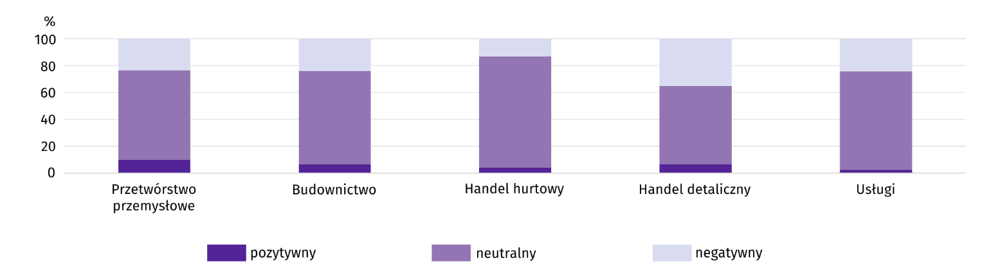 %
100
80
60
40
20
0
Przetwórstwo
przemysłowe
Budownictwo
Handel hurtowy
Handel detaliczny
Usługi
pozytywny
neutralny
negatywny